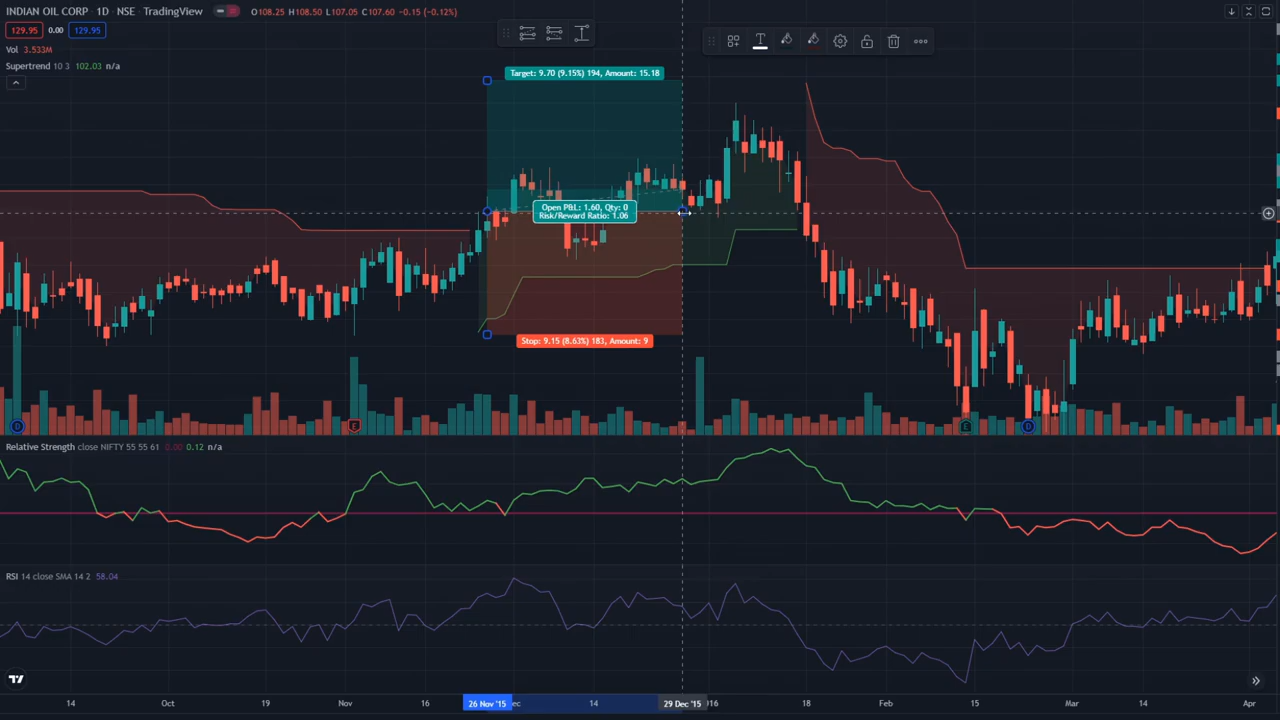 INDIAN OIL CORP · 1D · NSE · TradingView O108.25 H108.50 L107.05 C107.60 -0.15 (-0.12%)
129.95 0.00 129.95
Vol 3.533M
Supertrend 10 3 102.03 n/a
T
Target: 9.70 (9.15%) 194, Amount: 15.18
Open P&L: 1.60, Qty: 0
Risk/Reward Ratio: 1.06
Stop: 9.15 (8.63%) 183, Amount: 9
D E E D
Relative Strength close NIFTY 55 55 61 0.00 0.12 n/a
RSI 14 close SMA 14 2 58.04
14 Oct 19 Nov 16 26 Nov '15 ec 14 29 Dec '15 016 18 Feb 15 Mar 14 Apr